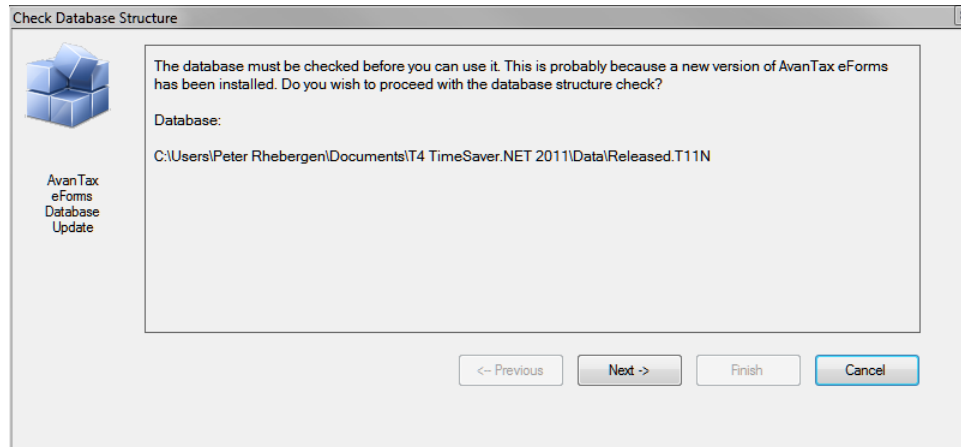 Check Database Structure
The database must be checked before you can use it. This is probably because a new version of AvanTax eForms
has been installed. Do you wish to proceed with the database structure check?
Database:
C:\Users\Peter Rhebergen\Documents\T4 TimeSaver.NET 2011\Data\Released.T11N
AvanTax
eForms
Database
Update
<-- Previous
Next ->
Finish
Cancel